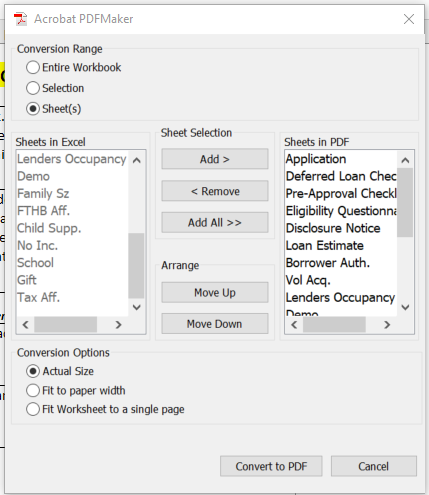 Acrobat PDFMaker
Conversion Range
Entire Workbook
Selection
Sheet(s)
Sheets in Excel
Lenders Occupancy
Demo
Family Sz
FTHB Aff.
Child Supp.
No Inc.
School
Gift
Tax Aff.
Sheet Selection
Add >
< Remove
Add All >>
Arrange
Move Up
Move Down
Sheets in PDF
Application
Deferred Loan Chec
Pre-Approval Checkl
Eligibility Questionna
Disclosure Notice
Loan Estimate
Borrower Auth.
Vol Acq.
Lenders Occupancy
Demo
Conversion Options
Actual Size
Fit to paper width
Fit Worksheet to a single page
Convert to PDF
Cancel